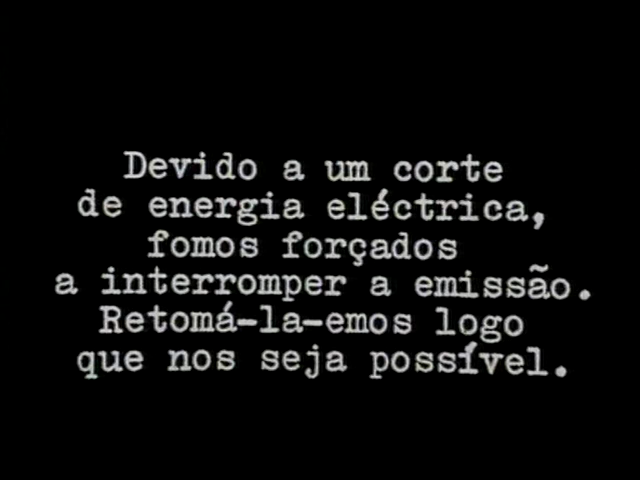 Devido a um corte
de energia eléctrica,
fomos forçados
a interromper a emissão.
Retomá-la-emos logo
que nos seja possível.